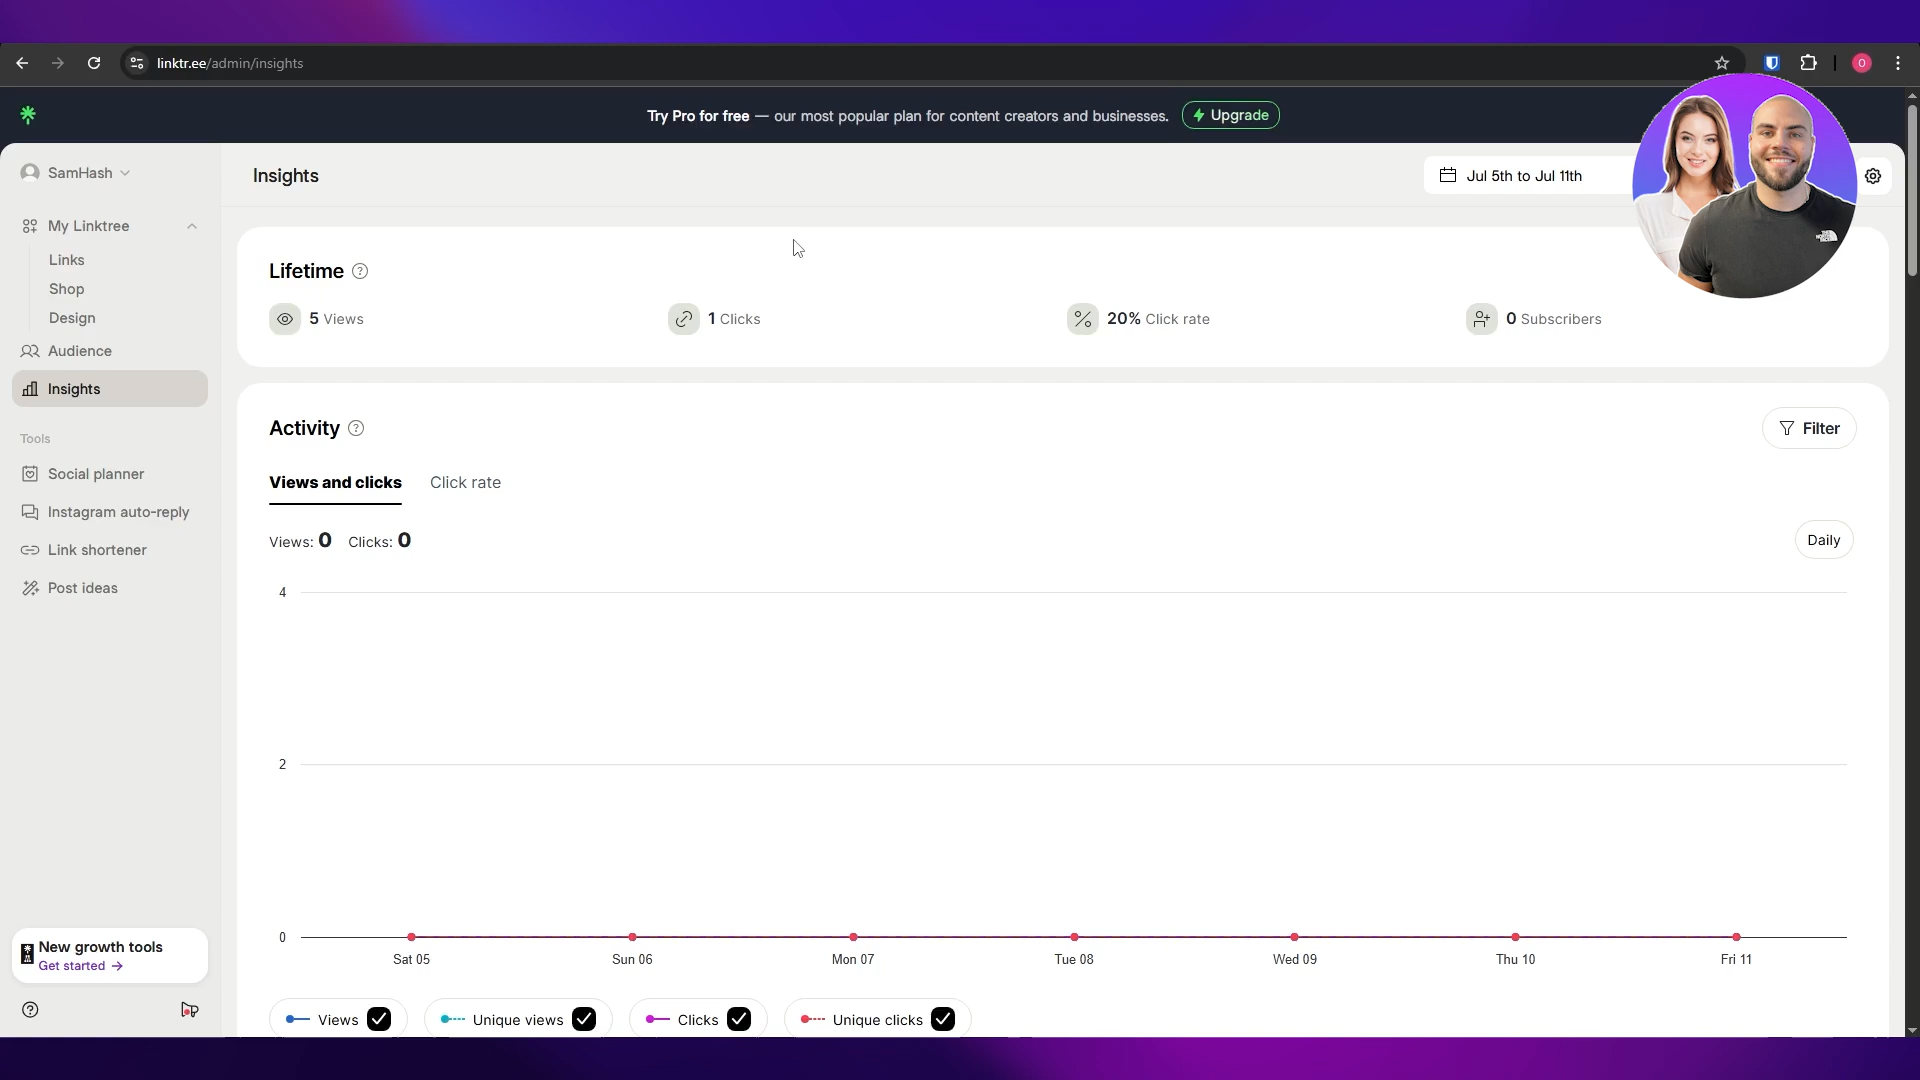 linktr.ee/admin/insights
O
Try Pro for free — our most popular plan for content creators and businesses. Upgrade
SamHash
Insights
Jul 5th to Jul 11th
My Linktree
Links
Shop
Design
Audience
Insights
Tools
Social planner
Instagram auto-reply
Link shortener
Post ideas
New growth tools
Get started →
Lifetime ?
5 Views
1 Clicks
% 20% Click rate
0 Subscribers
Activity ?
Filter
Views and clicks
Click rate
Views: 0 Clicks: 0
Daily
4
2
0
Sat 05
Sun 06
Mon 07
Tue 08
Wed 09
Thu 10
Fri 11
Views
Unique views
Clicks
Unique clicks